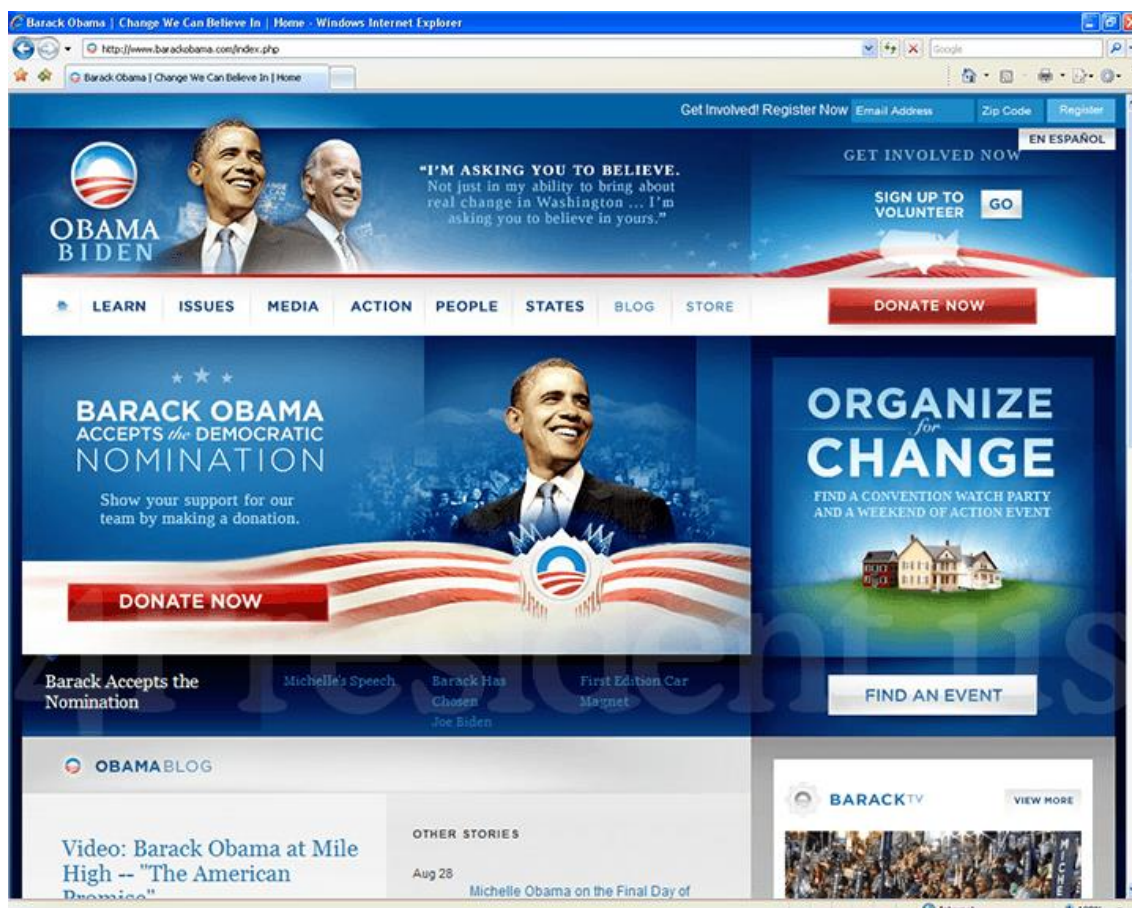 Barack Obama | Change We Can Believe In | Home - Windows Internet Explorer
http://www.barackobama.com/index.php
Google
Barack Obama | Change We Can Believe In | Home
Get Involved! Register Now Email Address Zip Code Register
EN ESPAÑOL
OBAMA
BIDEN
“I'M ASKING YOU TO BELIEVE.
Not just in my ability to bring about
real change in Washington ... I'm
asking you to believe in yours.”
GET INVOLVED NOW
SIGN UP TO
VOLUNTEER
GO
LEARN ISSUES MEDIA ACTION PEOPLE STATES BLOG STORE
DONATE NOW
BARACK OBAMA
ACCEPTS the DEMOCRATIC
NOMINATION
Show your support for our
team by making a donation.
DONATE NOW
ORGANIZE
for
CHANGE
FIND A CONVENTION WATCH PARTY
AND A WEEKEND OF ACTION EVENT
FIND AN EVENT
4President.us
Barack Accepts the
Nomination
Michelle's Speech
Barack Has
Chosen
Joe Biden
First Edition Car
Magnet
OBAMABLOG
Video: Barack Obama at Mile
High -- "The American
Promise"
OTHER STORIES
Aug 28
Michelle Obama on the Final Day of
BARACKTV
VIEW MORE